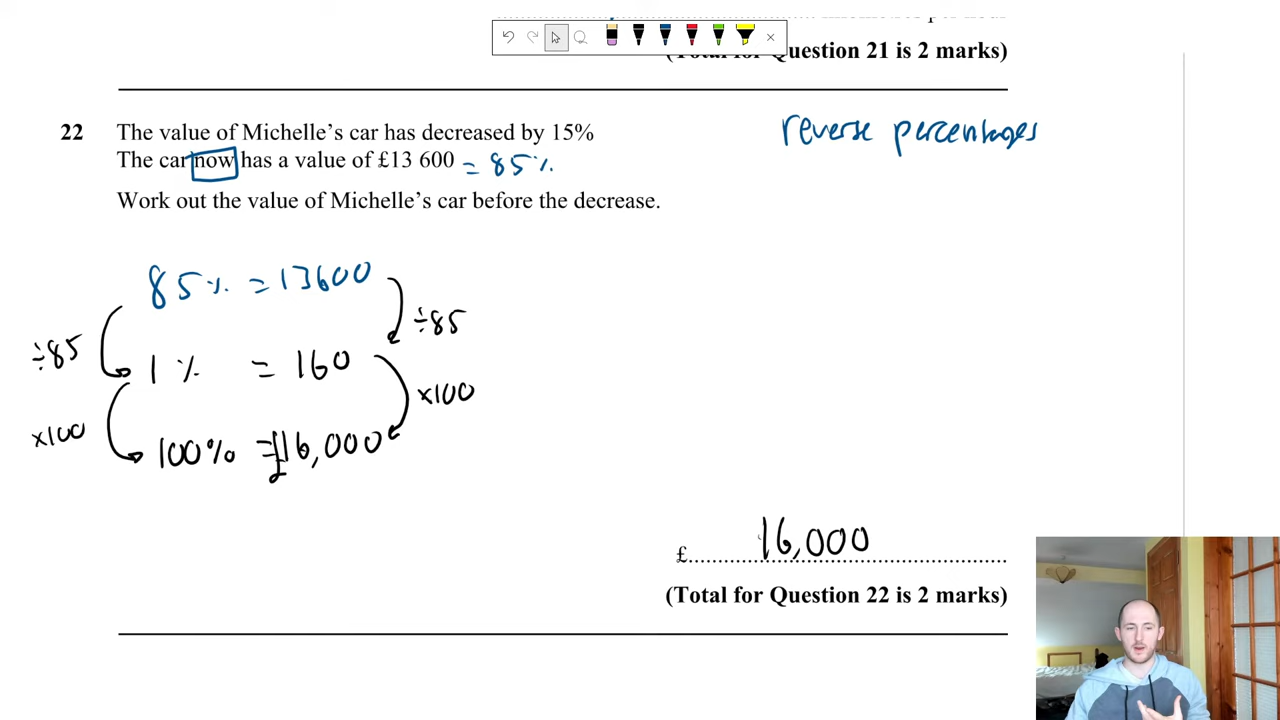 Question 21 is 2 marks)
22 The value of Michelle's car has decreased by 15%
reverse percentages
The car now has a value of £13 600 = 85%
Work out the value of Michelle's car before the decrease.
85% = 13600
÷85 ÷85
1% = 160
×100 ×100
100% = £16,000
£ 16,000
(Total for Question 22 is 2 marks)